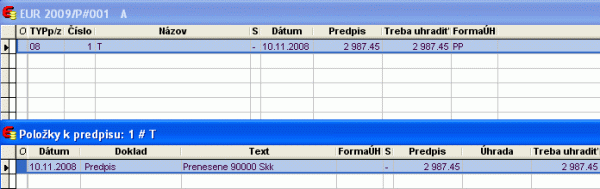 EUR 2009/P#001 A
O TYPp/z Číslo Názov S Dátum Predpis Treba uhradiť FormaÚH
08 1 T - 10.11.2008 2 987.45 2 987.45 PP
Položky k predpisu: 1 # T
O Dátum Doklad Text FormaÚH S Predpis Úhrada Treba uhradiť
10.11.2008 Predpis Prenesene 90000 Skk - 2 987.45 2 987.45